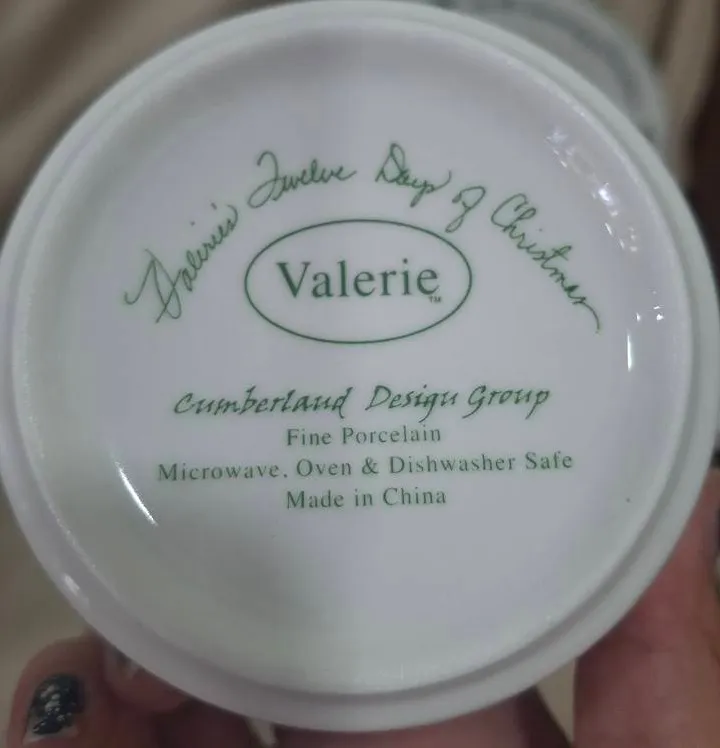 Valerie's Twelve Days of Christmas
Valerie™
Cumberland Design Group
Fine Porcelain
Microwave, Oven & Dishwasher Safe
Made in China